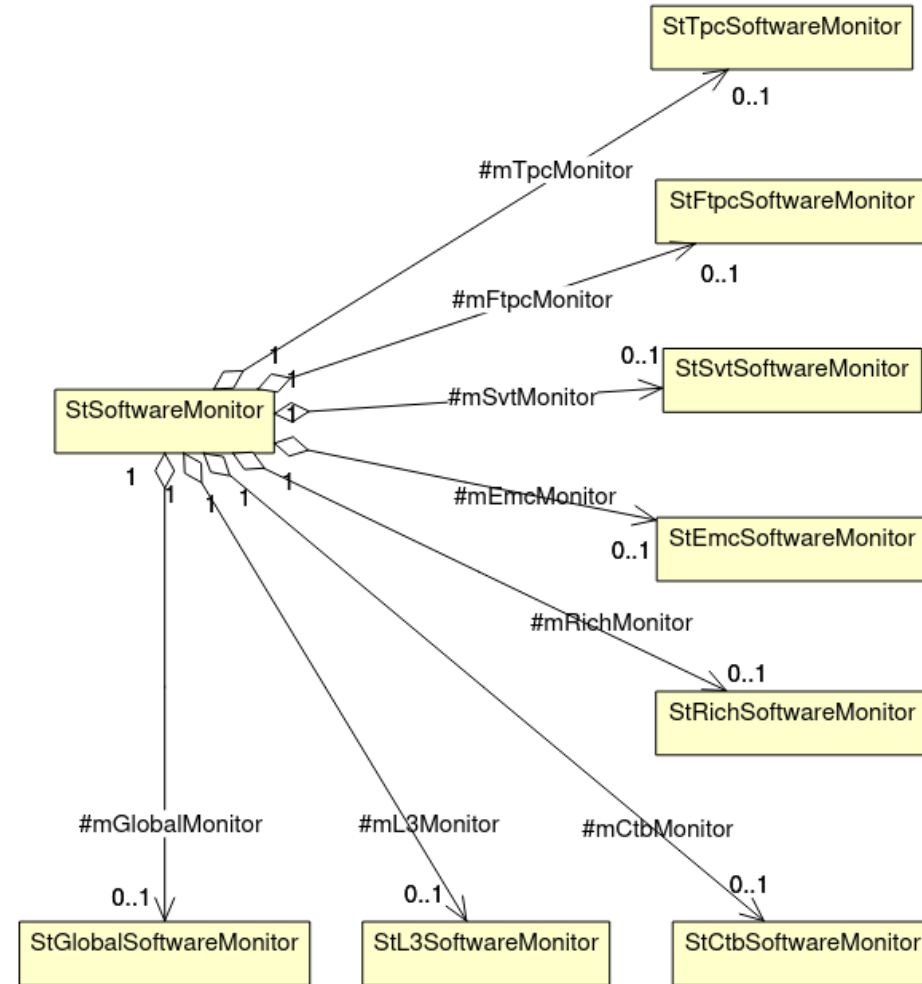 StTpcSoftwareMonitor
0..1
#mTpcMonitor
StFtpcSoftwareMonitor
0..1
#mFtpcMonitor
1
1
0..1
StSvtSoftwareMonitor
#mSvtMonitor
StSoftwareMonitor
1
1
1
1
1
1
#mEmcMonitor
StEmcSoftwareMonitor
0..1
#mRichMonitor
0..1
StRichSoftwareMonitor
#mGlobalMonitor
#mL3Monitor
#mCtbMonitor
0..1
0..1
0..1
StGlobalSoftwareMonitor
StL3SoftwareMonitor
StCtbSoftwareMonitor